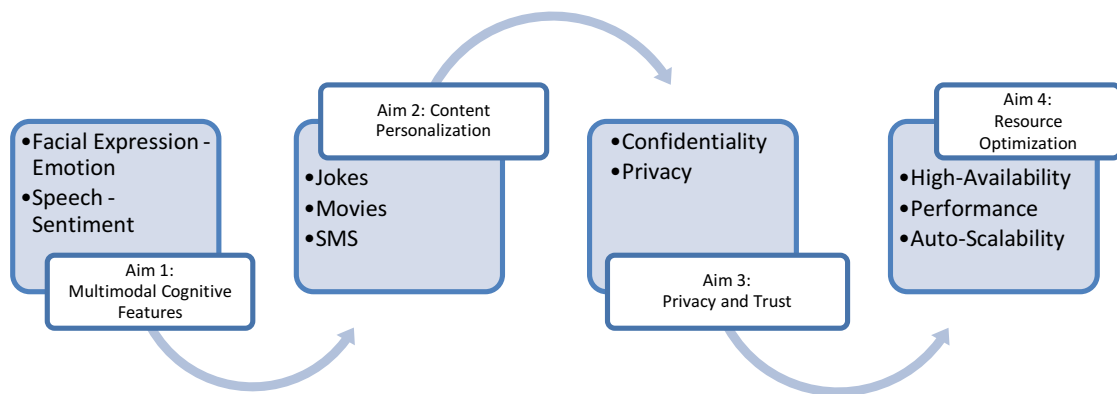 •Facial Expression -
Emotion
•Speech -
Sentiment
Aim 1:
Multimodal Cognitive
Features
Aim 2: Content
Personalization
•Jokes
•Movies
•SMS
•Confidentiality
•Privacy
Aim 3:
Privacy and Trust
Aim 4:
Resource
Optimization
•High-Availability
•Performance
•Auto-Scalability